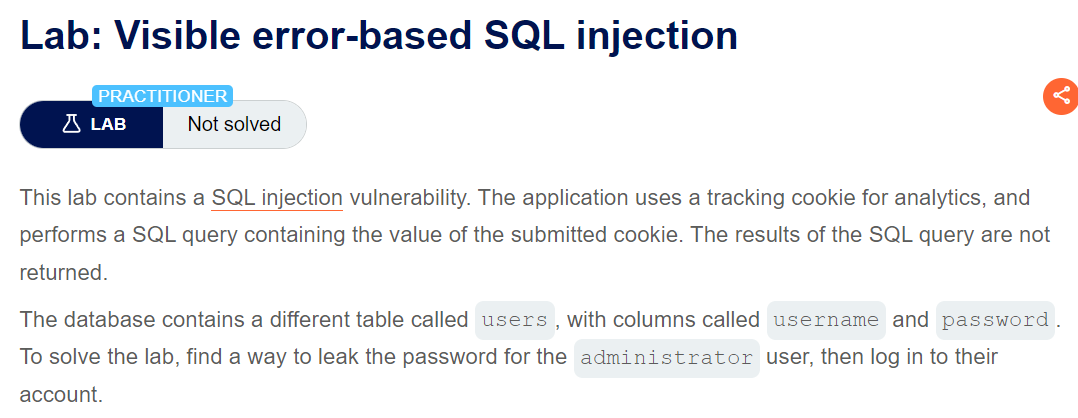 Lab: Visible error-based SQL injection
PRACTITIONER
LAB
Not solved
This lab contains a SQL injection vulnerability. The application uses a tracking cookie for analytics, and
performs a SQL query containing the value of the submitted cookie. The results of the SQL query are not
returned.
The database contains a different table called users, with columns called username and password.
To solve the lab, find a way to leak the password for the administrator user, then log in to their
account.